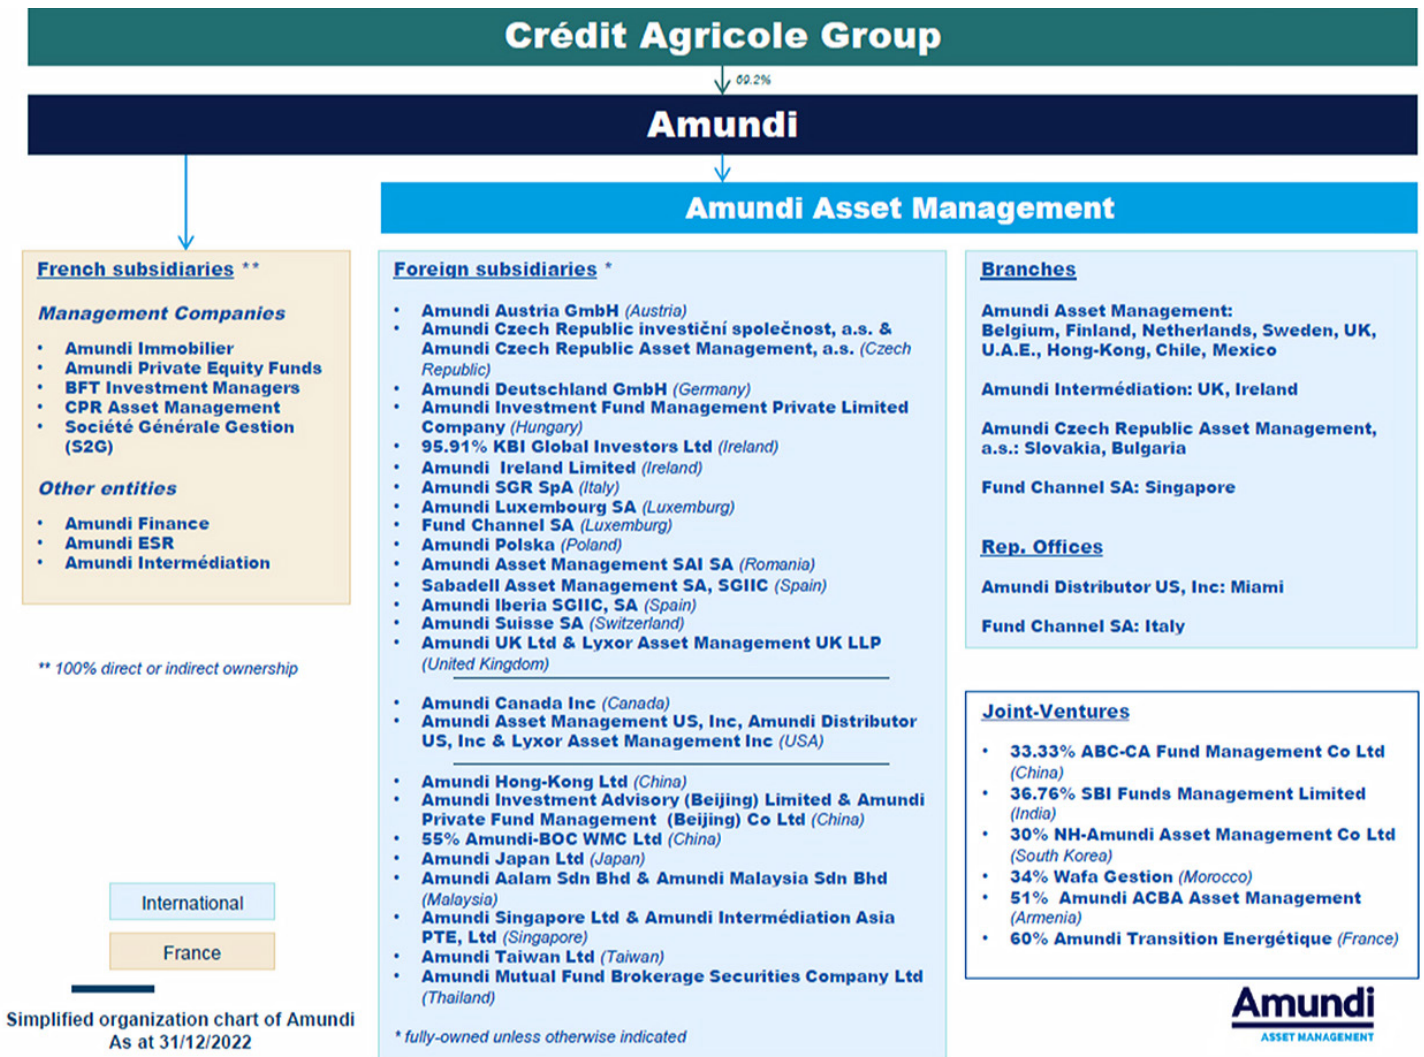 Crédit Agricole Group
69.2%
Amundi
Amundi Asset Management
French subsidiaries **
Management Companies
• Amundi Immobilier
• Amundi Private Equity Funds
• BFT Investment Managers
• CPR Asset Management
• Société Générale Gestion
(S2G)
Other entities
• Amundi Finance
• Amundi ESR
• Amundi Intermédiation
** 100% direct or indirect ownership
International
France
Simplified organization chart of Amundi
As at 31/12/2022
Foreign subsidiaries *
• Amundi Austria GmbH (Austria)
• Amundi Czech Republic investiční společnost, a.s. &
Amundi Czech Republic Asset Management, a.s. (Czech
Republic)
• Amundi Deutschland GmbH (Germany)
• Amundi Investment Fund Management Private Limited
Company (Hungary)
• 95.91% KBI Global Investors Ltd (Ireland)
• Amundi Ireland Limited (Ireland)
• Amundi SGR SpA (Italy)
• Amundi Luxembourg SA (Luxemburg)
• Fund Channel SA (Luxemburg)
• Amundi Polska (Poland)
• Amundi Asset Management SAI SA (Romania)
• Sabadell Asset Management SA, SGIIC (Spain)
• Amundi Iberia SGIIC, SA (Spain)
• Amundi Suisse SA (Switzerland)
• Amundi UK Ltd & Lyxor Asset Management UK LLP
(United Kingdom)
• Amundi Canada Inc (Canada)
• Amundi Asset Management US, Inc, Amundi Distributor
US, Inc & Lyxor Asset Management Inc (USA)
• Amundi Hong-Kong Ltd (China)
• Amundi Investment Advisory (Beijing) Limited & Amundi
Private Fund Management (Beijing) Co Ltd (China)
• 55% Amundi-BOC WMC Ltd (China)
• Amundi Japan Ltd (Japan)
• Amundi Aalam Sdn Bhd & Amundi Malaysia Sdn Bhd
(Malaysia)
• Amundi Singapore Ltd & Amundi Intermédiation Asia
PTE, Ltd (Singapore)
• Amundi Taiwan Ltd (Taiwan)
• Amundi Mutual Fund Brokerage Securities Company Ltd
(Thailand)
* fully-owned unless otherwise indicated
Branches
Amundi Asset Management:
Belgium, Finland, Netherlands, Sweden, UK,
U.A.E., Hong-Kong, Chile, Mexico
Amundi Intermédiation: UK, Ireland
Amundi Czech Republic Asset Management,
a.s.: Slovakia, Bulgaria
Fund Channel SA: Singapore
Rep. Offices
Amundi Distributor US, Inc: Miami
Fund Channel SA: Italy
Joint-Ventures
• 33.33% ABC-CA Fund Management Co Ltd
(China)
• 36.76% SBI Funds Management Limited
(India)
• 30% NH-Amundi Asset Management Co Ltd
(South Korea)
• 34% Wafa Gestion (Morocco)
• 51% Amundi ACBA Asset Management
(Armenia)
• 60% Amundi Transition Energétique (France)
Amundi
ASSET MANAGEMENT